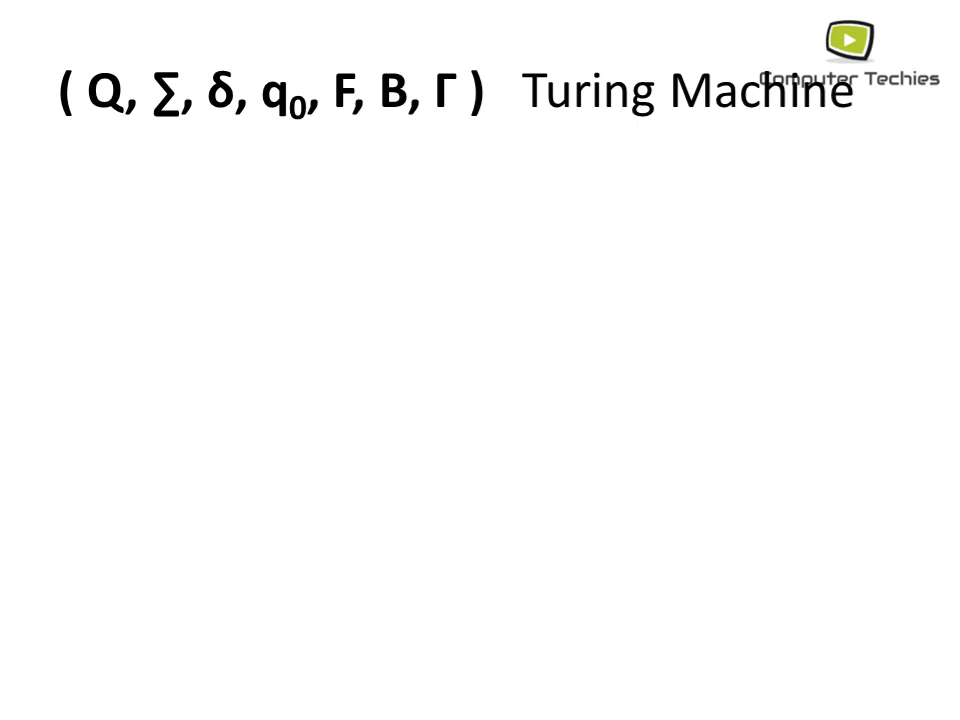 ( Q, ∑, δ, q₀, F, B, Γ ) Turing Machine
Computer Techies